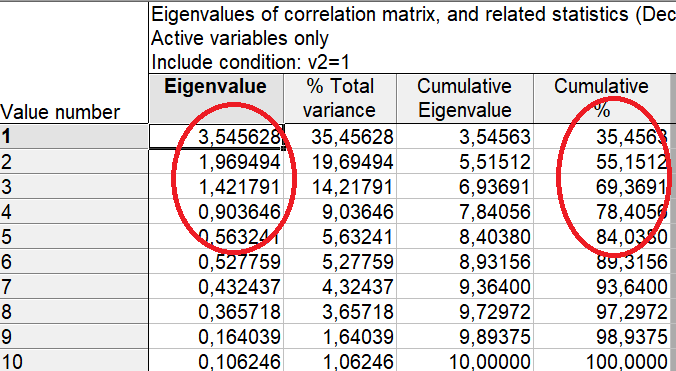 Eigenvalues of correlation matrix, and related statistics (Dec
Active variables only
Include condition: v2=1
Value number Eigenvalue % Total variance Cumulative Eigenvalue Cumulative %
1 3,545628 35,45628 3,54563 35,4563
2 1,969494 19,69494 5,51512 55,1512
3 1,421791 14,21791 6,93691 69,3691
4 0,903646 9,03646 7,84056 78,4056
5 0,563241 5,63241 8,40380 84,0380
6 0,527759 5,27759 8,93156 89,3156
7 0,432437 4,32437 9,36400 93,6400
8 0,365718 3,65718 9,72972 97,2972
9 0,164039 1,64039 9,89375 98,9375
10 0,106246 1,06246 10,00000 100,0000